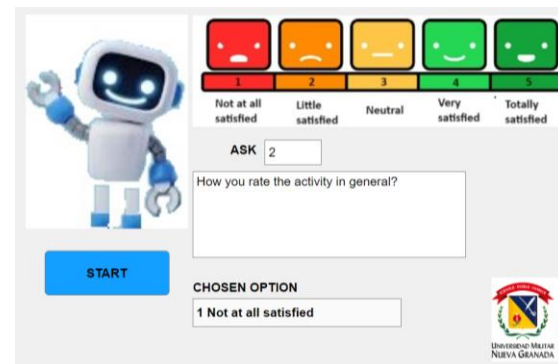 1 2 3 4 5
Not at all satisfied
Little satisfied
Neutral
Very satisfied
Totally satisfied
ASK 2
How you rate the activity in general?
START
CHOSEN OPTION
1 Not at all satisfied
UNIVERSIDAD MILITAR
NUEVA GRANADA